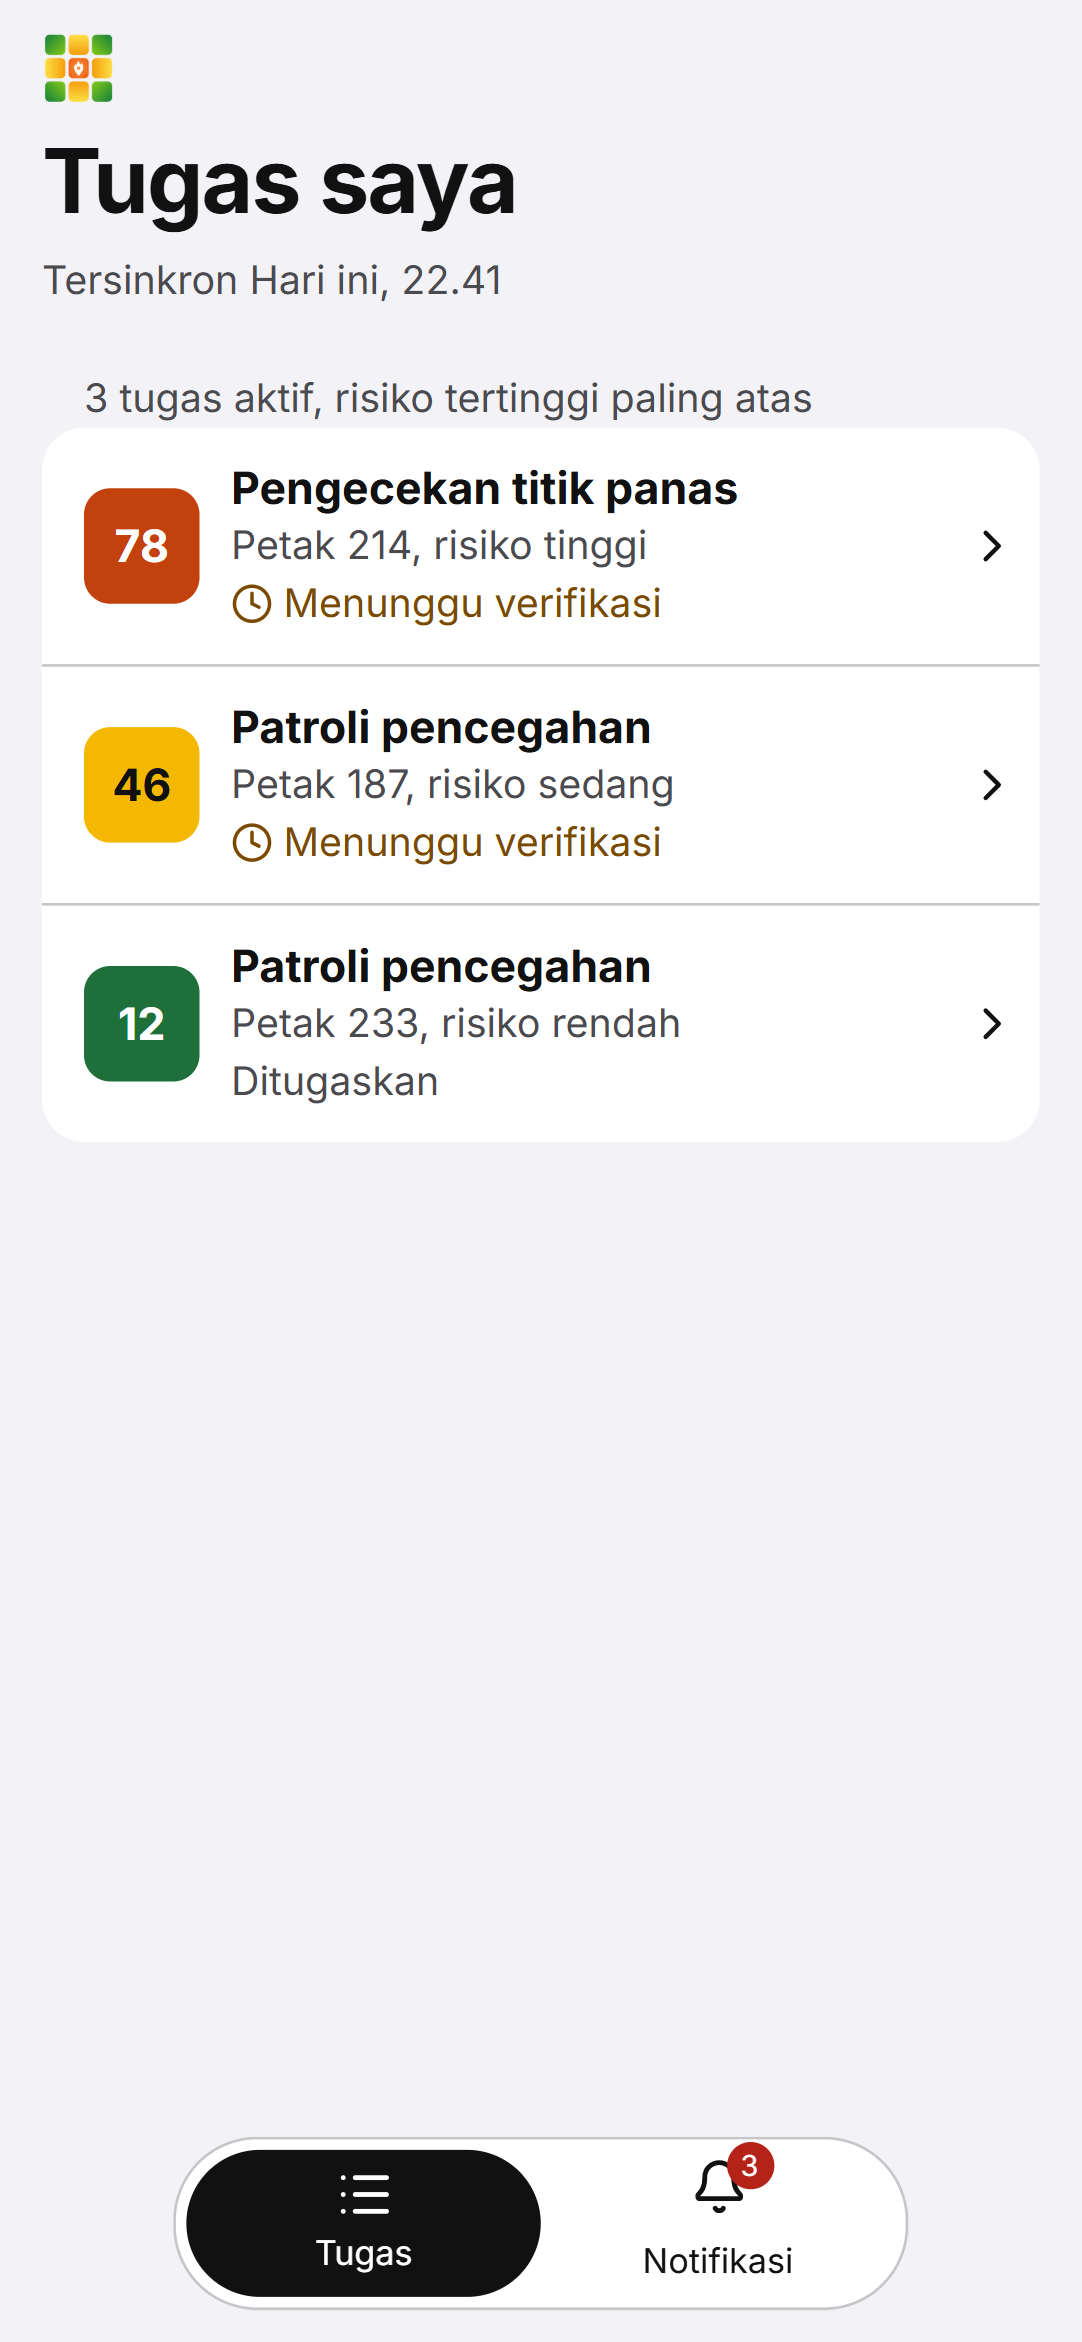 Tugas saya
Tersinkron Hari ini, 22.41
3 tugas aktif, risiko tertinggi paling atas
78
Pengecekan titik panas
Petak 214, risiko tinggi
Menunggu verifikasi
46
Patroli pencegahan
Petak 187, risiko sedang
Menunggu verifikasi
12
Patroli pencegahan
Petak 233, risiko rendah
Ditugaskan
Tugas
3
Notifikasi